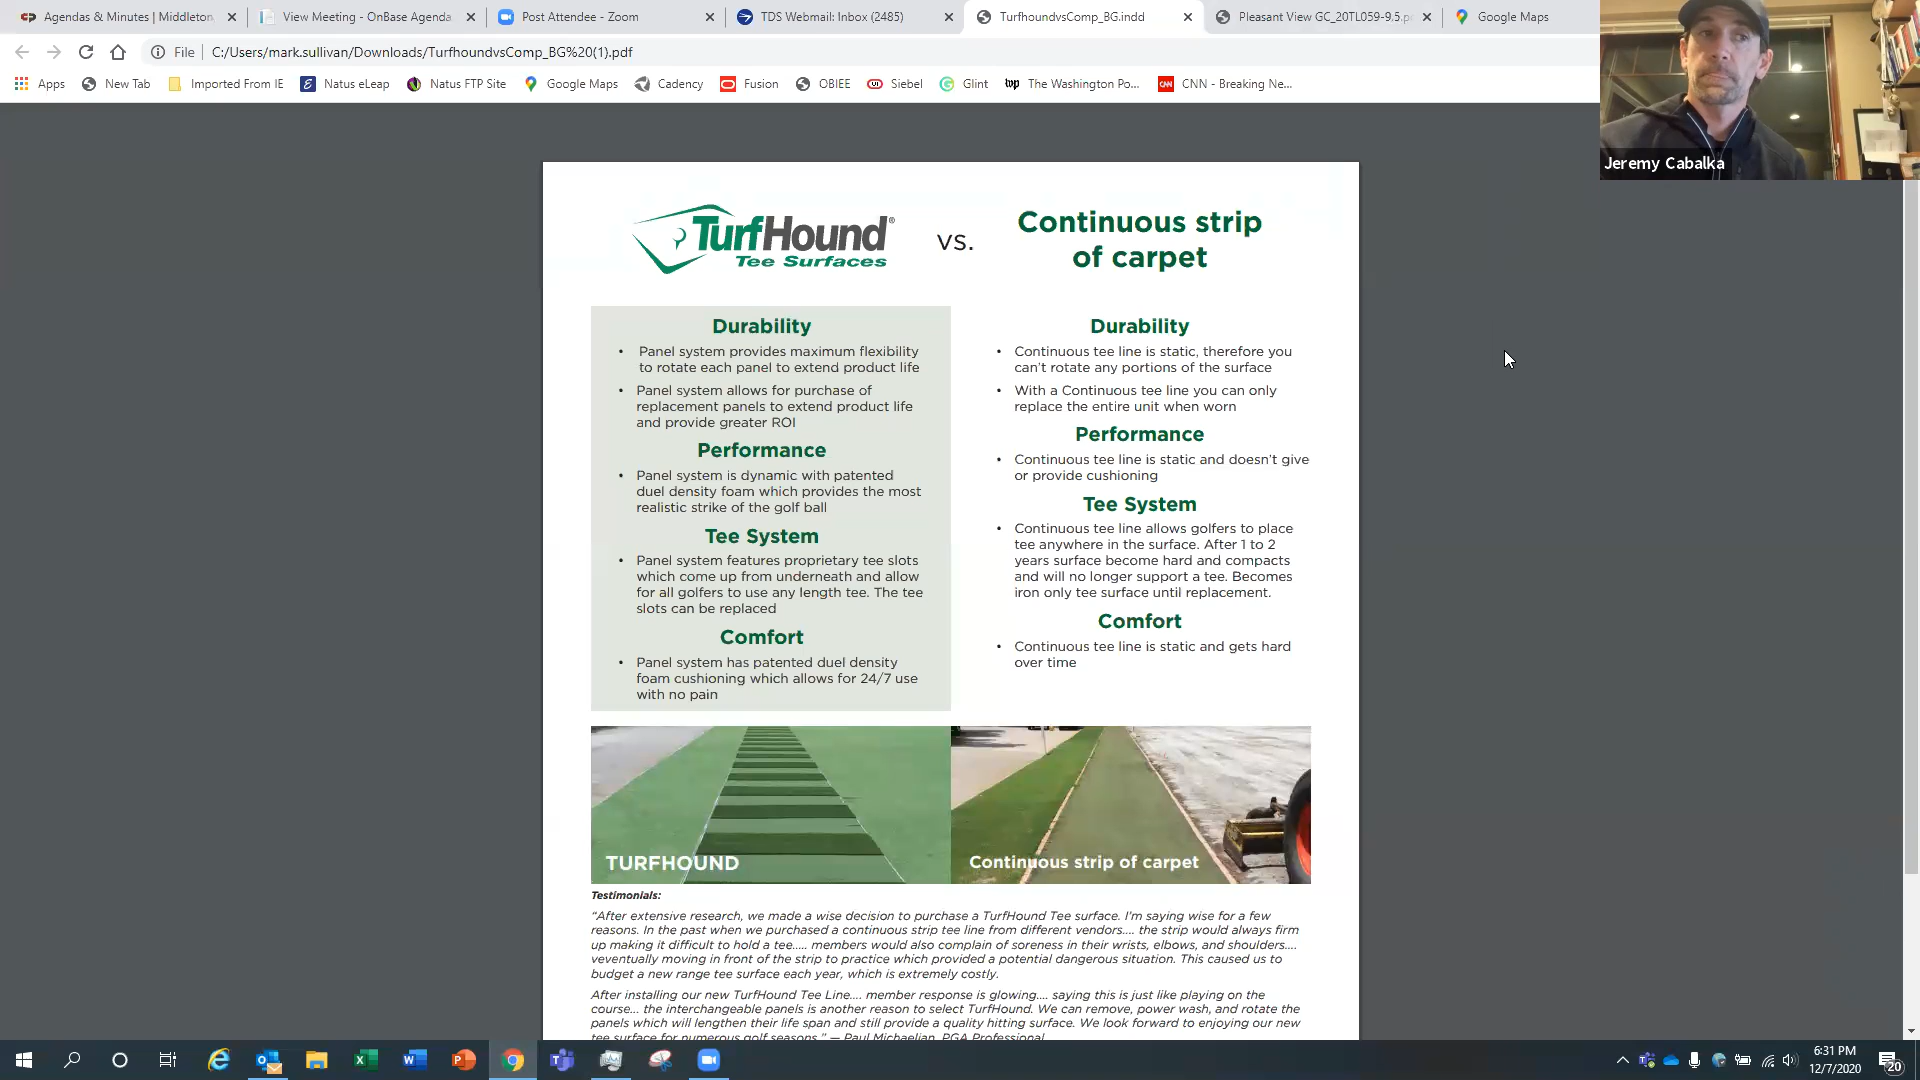 Agendas & Minutes | Middleton
View Meeting - OnBase Agenda
Post Attendee - Zoom
TDS Webmail: Inbox (2485)
TurfhoundvsComp_BG.indd
Pleasant View GC_20TL059-9.5.p
Google Maps
File
C:/Users/mark.sullivan/Downloads/TurfhoundvsComp_BG%20(1).pdf
Apps
New Tab
Imported From IE
Natus eLeap
Natus FTP Site
Google Maps
Cadency
Fusion
OBIEE
Siebel
Glint
The Washington Po...
CNN - Breaking Ne...
Jeremy Cabalka
TurfHound®
Tee Surfaces
vs.
Continuous strip
of carpet
Durability
• Panel system provides maximum flexibility
to rotate each panel to extend product life
• Panel system allows for purchase of
replacement panels to extend product life
and provide greater ROI
Performance
• Panel system is dynamic with patented
duel density foam which provides the most
realistic strike of the golf ball
Tee System
• Panel system features proprietary tee slots
which come up from underneath and allow
for all golfers to use any length tee. The tee
slots can be replaced
Comfort
• Panel system has patented duel density
foam cushioning which allows for 24/7 use
with no pain
Durability
• Continuous tee line is static, therefore you
can't rotate any portions of the surface
• With a Continuous tee line you can only
replace the entire unit when worn
Performance
• Continuous tee line is static and doesn't give
or provide cushioning
Tee System
• Continuous tee line allows golfers to place
tee anywhere in the surface. After 1 to 2
years surface become hard and compacts
and will no longer support a tee. Becomes
iron only tee surface until replacement.
Comfort
• Continuous tee line is static and gets hard
over time
TURFHOUND
Continuous strip of carpet
Testimonials:
“After extensive research, we made a wise decision to purchase a TurfHound Tee surface. I'm saying wise for a few
reasons. In the past when we purchased a continuous strip tee line from different vendors.... the strip would always firm
up making it difficult to hold a tee..... members would also complain of soreness in their wrists, elbows, and shoulders....
veventually moving in front of the strip to practice which provided a potential dangerous situation. This caused us to
budget a new range tee surface each year, which is extremely costly.
After installing our new TurfHound Tee Line.... member response is glowing.... saying this is just like playing on the
course... the interchangeable panels is another reason to select TurfHound. We can remove, power wash, and rotate the
panels which will lengthen their life span and still provide a quality hitting surface. We look forward to enjoying our new
tee surface for numerous golf seasons.” — Paul Michaelian, PGA Professional
6:31 PM
12/7/2020
20